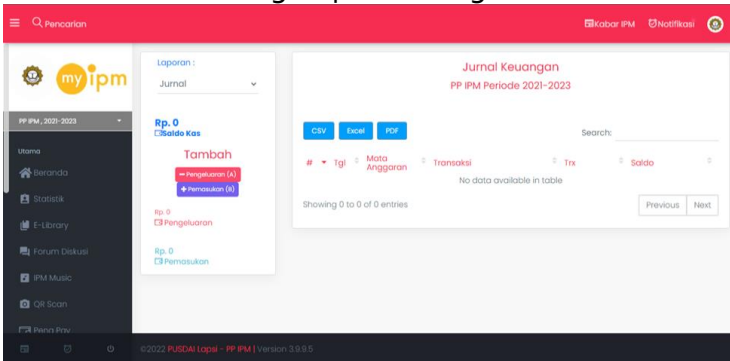 Pencarian
Kabar IPM
Notifikasi
my ipm
PP IPM , 2021-2023
Utama
Beranda
Statistik
E-Library
Forum Diskusi
IPM Music
QR Scan
Pena Pay
Laporan :
Jurnal
Rp. 0
Saldo Kas
Tambah
Pengeluaran (A)
Pemasukan (B)
Rp. 0
Pengeluaran
Rp. 0
Pemasukan
Jurnal Keuangan
PP IPM Periode 2021-2023
CSV Excel PDF
Search:
# Tgl Mata Anggaran Transaksi Trx Saldo
No data available in table
Showing 0 to 0 of 0 entries
Previous Next
©2022 PUSDAI Lapsi - PP IPM | Version 3.9.9.5